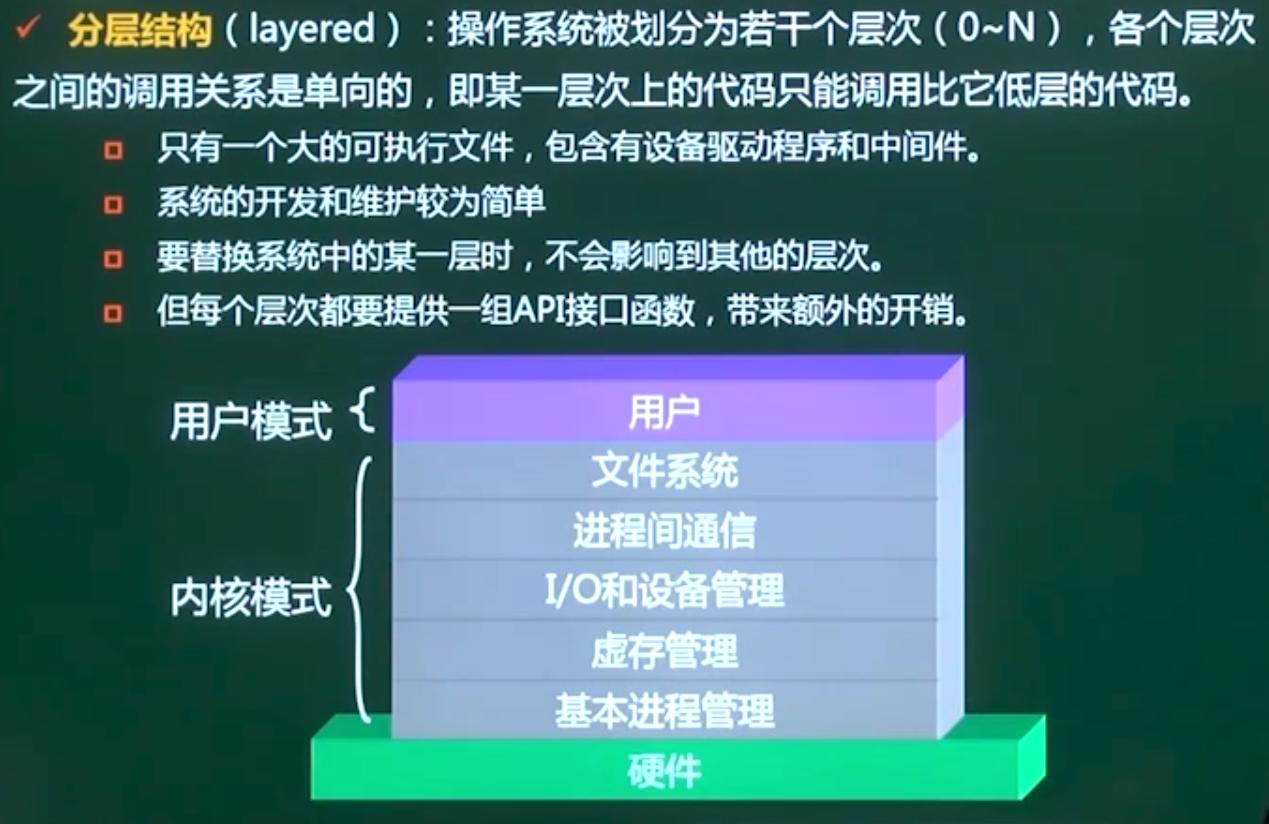 ✓ 分层结构（layered）：操作系统被划分为若干个层次（0~N），各个层次
之间的调用关系是单向的，即某一层次上的代码只能调用比它低层的代码。
只有一个大的可执行文件，包含有设备驱动程序和中间件。
系统的开发和维护较为简单
要替换系统中的某一层时，不会影响到其他的层次。
但每个层次都要提供一组API接口函数，带来额外的开销。
用户模式
用户
文件系统
进程间通信
内核模式
I/O和设备管理
虚存管理
基本进程管理
硬件